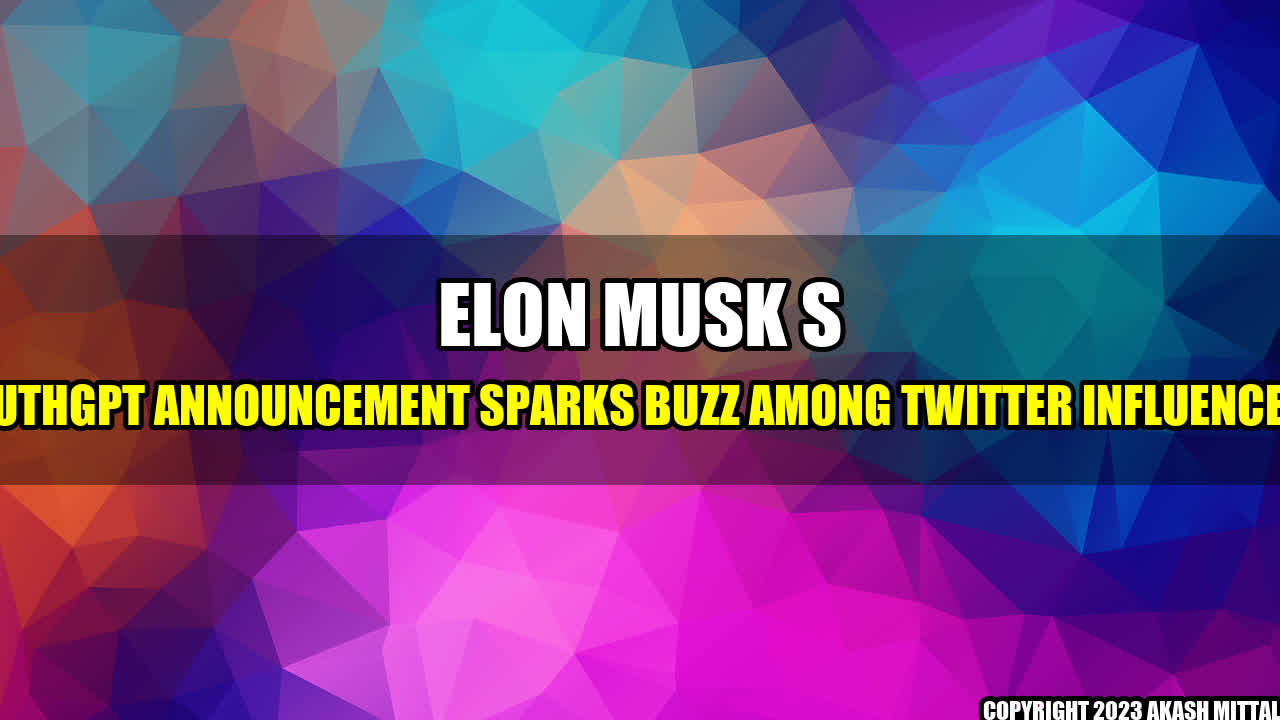 ELON MUSK S
UTHGPT ANNOUNCEMENT SPARKS BUZZ AMONG TWITTER INFLUENCE
COPYRIGHT 2023 AKASH MITTAL